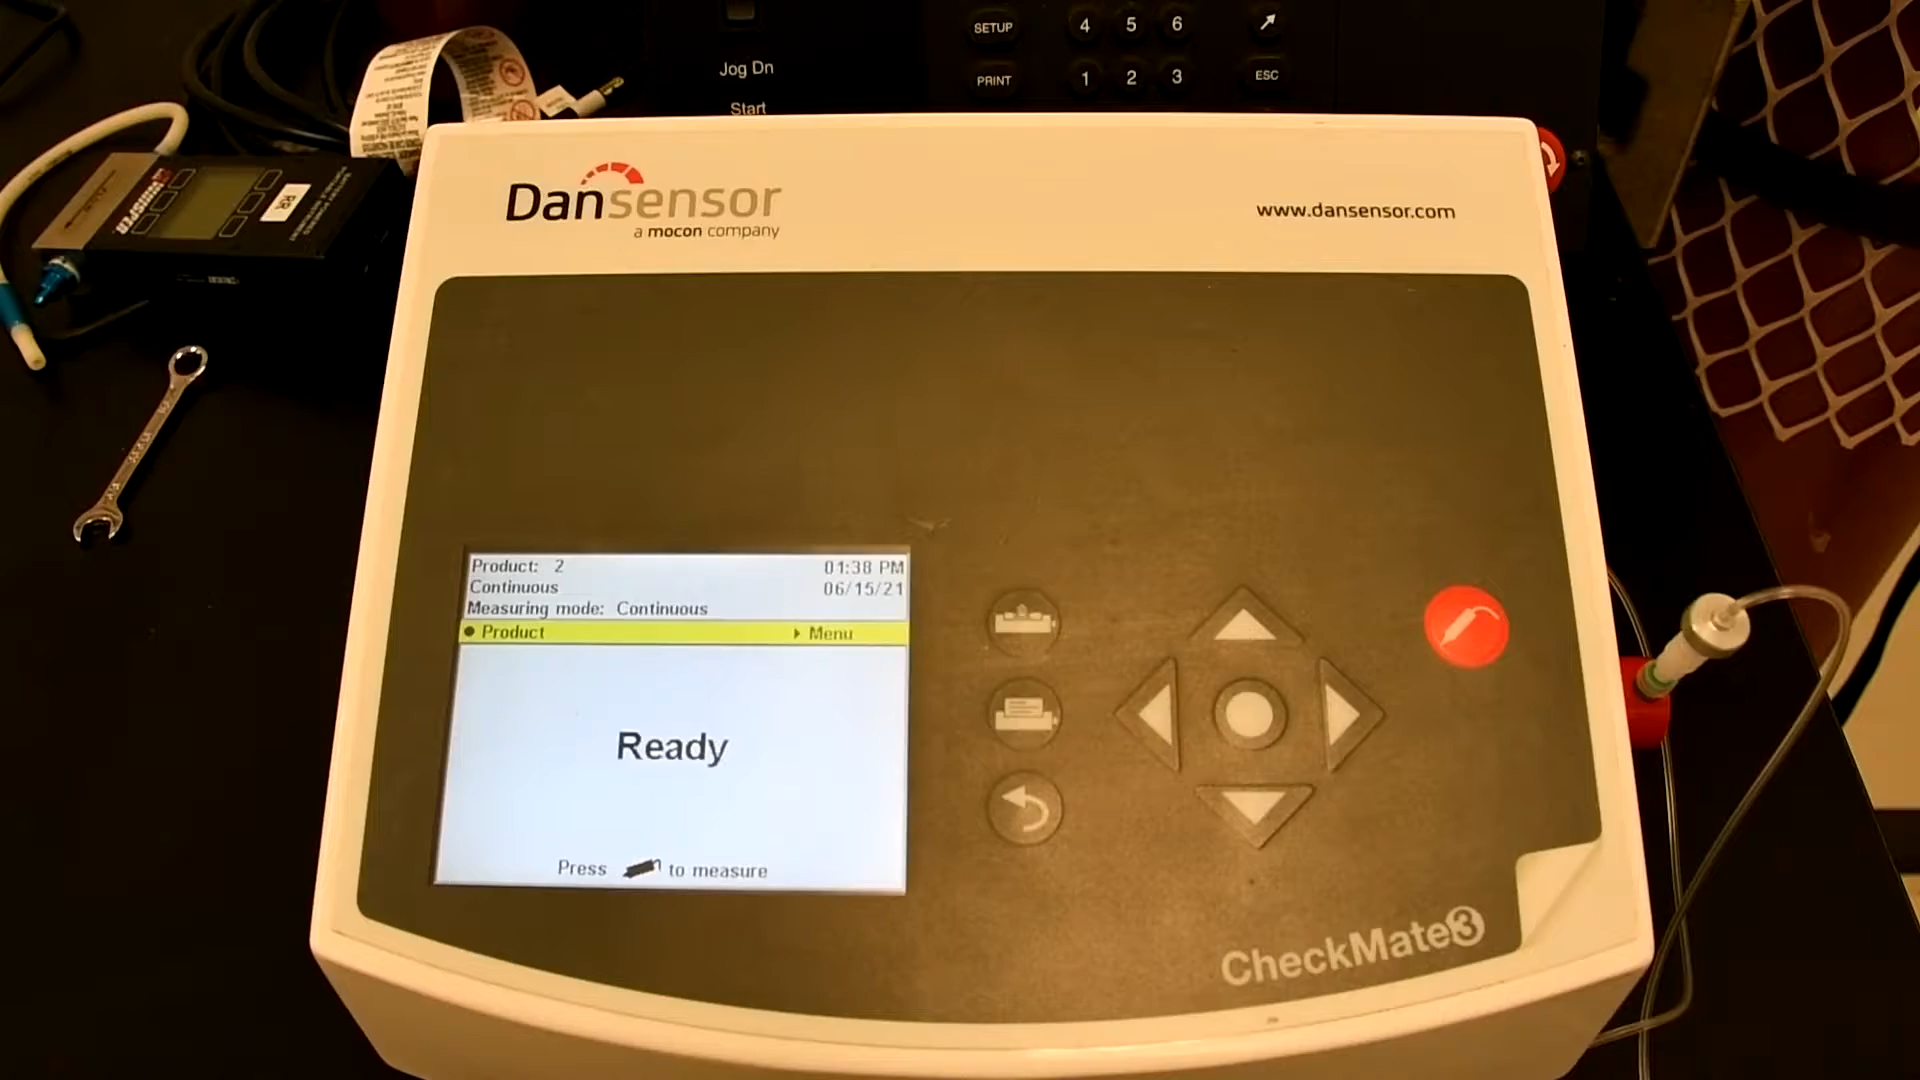 SETUP 4 5 6
Jog Dn
PRINT 1 2 3 ESC
Start
Dansensor
a mocon company
www.dansensor.com
RRL
Product: 2 01:38 PM
Continuous 06/15/21
Measuring mode: Continuous
Product Menu
Ready
Press to measure
CheckMate3